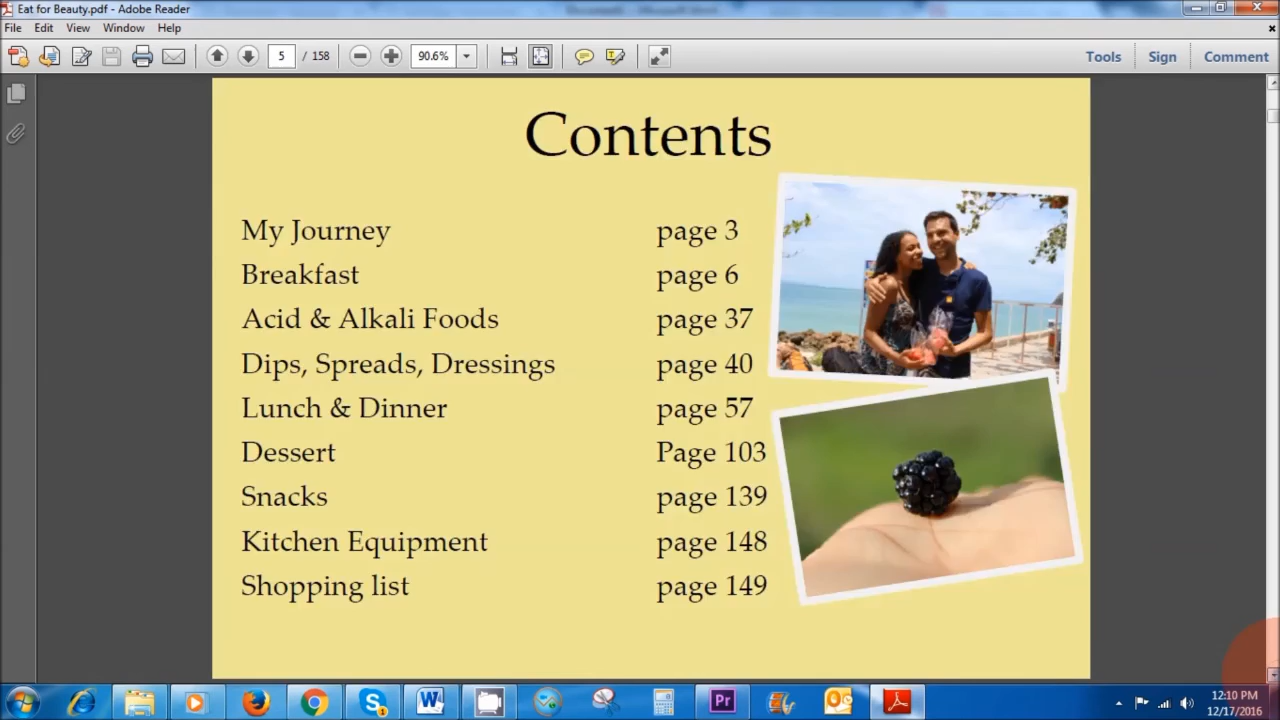 Eat for Beauty.pdf - Adobe Reader
File Edit View Window Help
5 / 158 90.6% Tools Sign Comment
Contents
My Journey page 3
Breakfast page 6
Acid & Alkali Foods page 37
Dips, Spreads, Dressings page 40
Lunch & Dinner page 57
Dessert Page 103
Snacks page 139
Kitchen Equipment page 148
Shopping list page 149
12:10 PM
12/17/2016